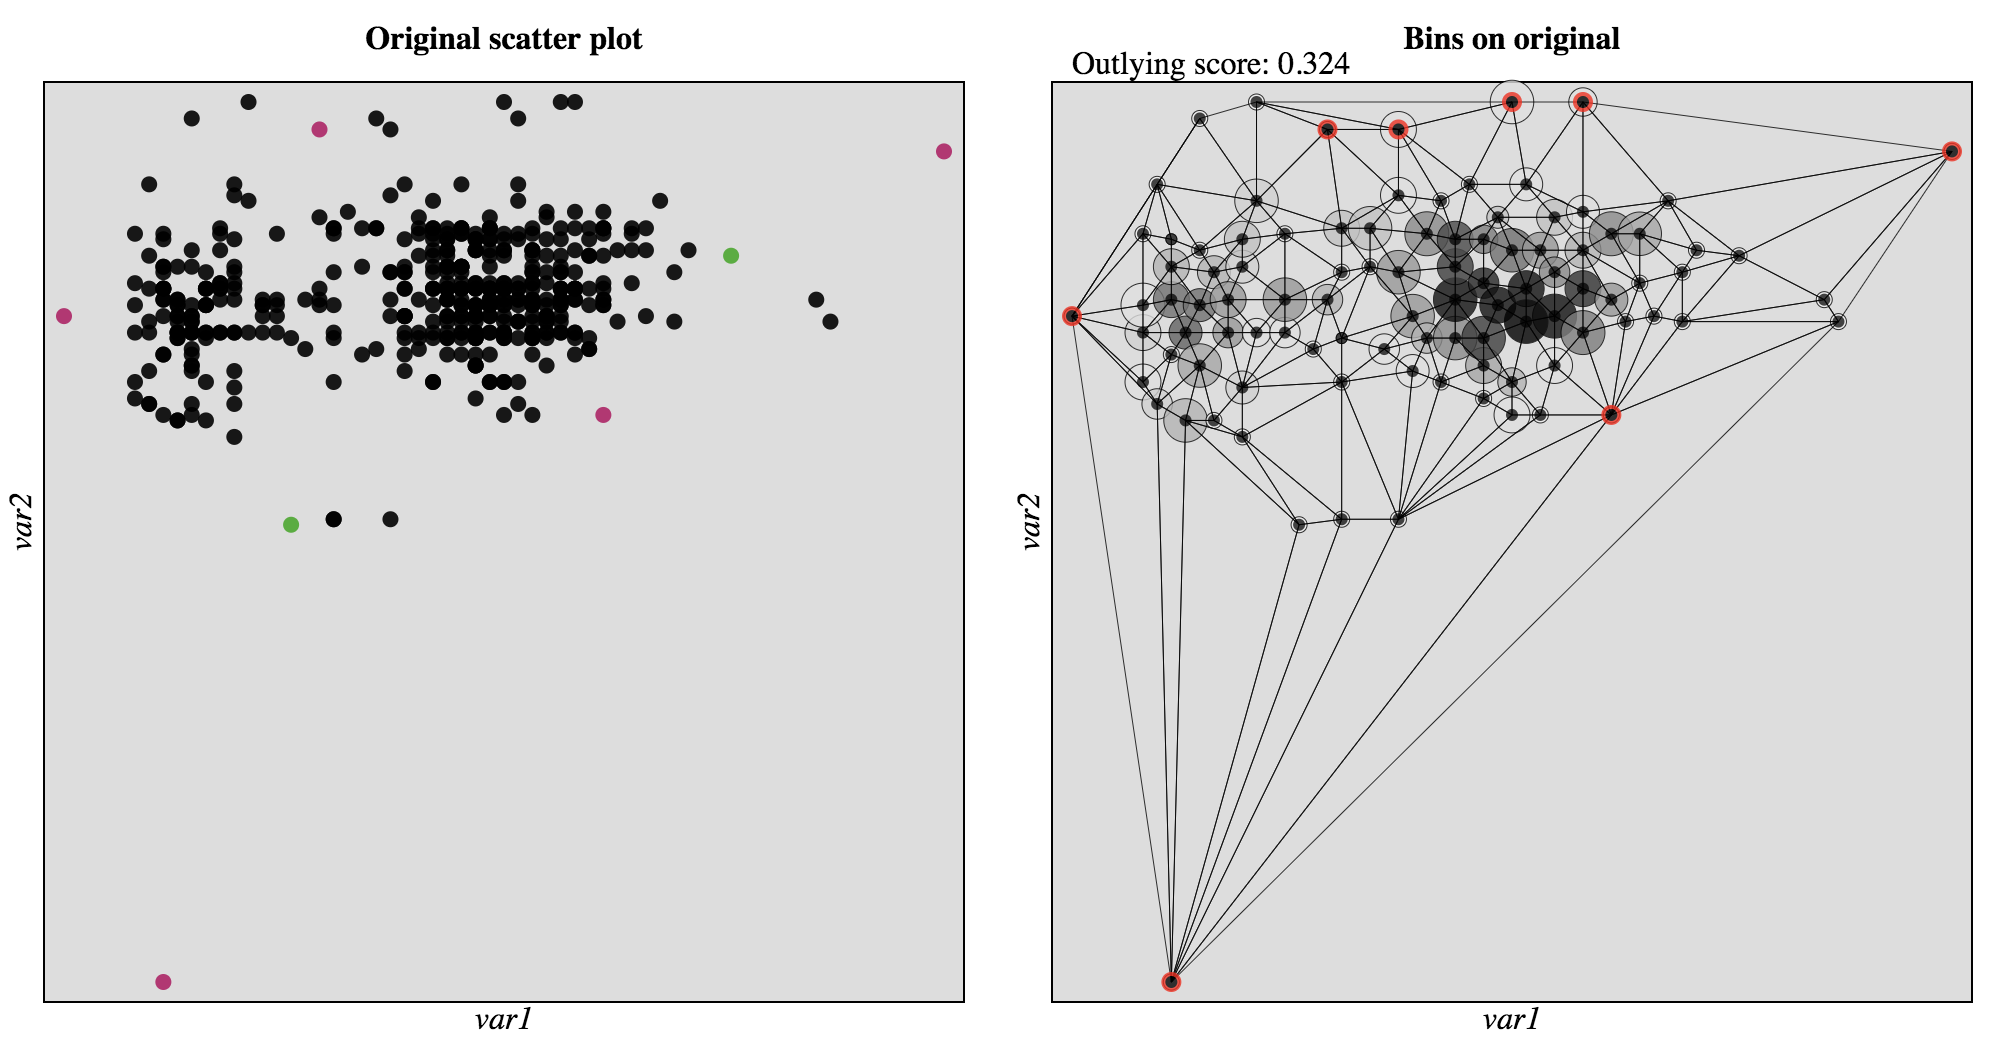 Original scatter plot
var2
var1
Bins on original
Outlying score: 0.324
var2
var1